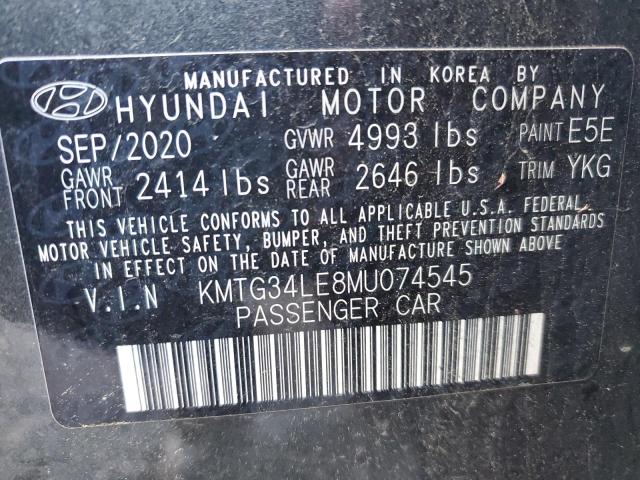 MANUFACTURED IN KOREA BY
HYUNDAI MOTOR COMPANY
SEP/2020 GVWR 4993 lbs PAINT E5E
GAWR FRONT 2414 lbs GAWR REAR 2646 lbs TRIM YKG
THIS VEHICLE CONFORMS TO ALL APPLICABLE U.S.A. FEDERAL
MOTOR VEHICLE SAFETY, BUMPER, AND THEFT PREVENTION STANDARDS
IN EFFECT ON THE DATE OF MANUFACTURE SHOWN ABOVE
V.I.N KMTG34LE8MU074545
PASSENGER CAR